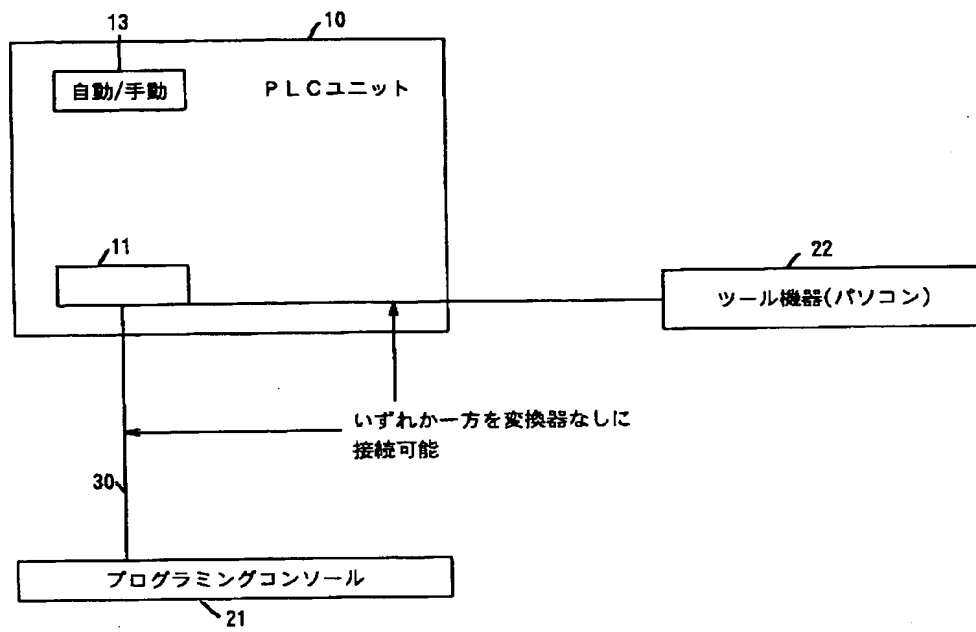 13
10
自動/手動
PLCユニット
11
22
ツール機器(パソコン)
いずれか一方を変換器なしに
接続可能
30
プログラミングコンソール
21